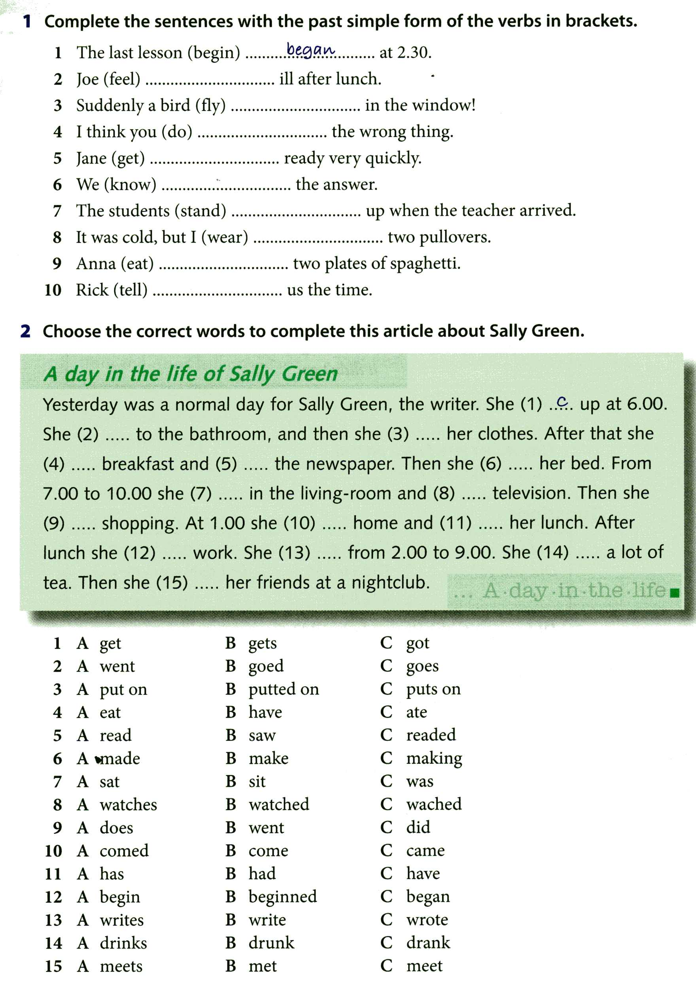 1 Complete the sentences with the past simple form of the verbs in brackets.
1 The last lesson (begin) ..........began.......... at 2.30.
2 Joe (feel) .............................. ill after lunch.
3 Suddenly a bird (fly) .............................. in the window!
4 I think you (do) .............................. the wrong thing.
5 Jane (get) .............................. ready very quickly.
6 We (know) .............................. the answer.
7 The students (stand) .............................. up when the teacher arrived.
8 It was cold, but I (wear) .............................. two pullovers.
9 Anna (eat) .............................. two plates of spaghetti.
10 Rick (tell) .............................. us the time.
2 Choose the correct words to complete this article about Sally Green.
A day in the life of Sally Green
Yesterday was a normal day for Sally Green, the writer. She (1) ..c.. up at 6.00.
She (2) ..... to the bathroom, and then she (3) ..... her clothes. After that she
(4) ..... breakfast and (5) ..... the newspaper. Then she (6) ..... her bed. From
7.00 to 10.00 she (7) ..... in the living-room and (8) ..... television. Then she
(9) ..... shopping. At 1.00 she (10) ..... home and (11) ..... her lunch. After
lunch she (12) ..... work. She (13) ..... from 2.00 to 9.00. She (14) ..... a lot of
tea. Then she (15) ..... her friends at a nightclub.
... A·day·in·the·life
1 A get B gets C got
2 A went B goed C goes
3 A put on B putted on C puts on
4 A eat B have C ate
5 A read B saw C readed
6 A made B make C making
7 A sat B sit C was
8 A watches B watched C wached
9 A does B went C did
10 A comed B come C came
11 A has B had C have
12 A begin B beginned C began
13 A writes B write C wrote
14 A drinks B drunk C drank
15 A meets B met C meet